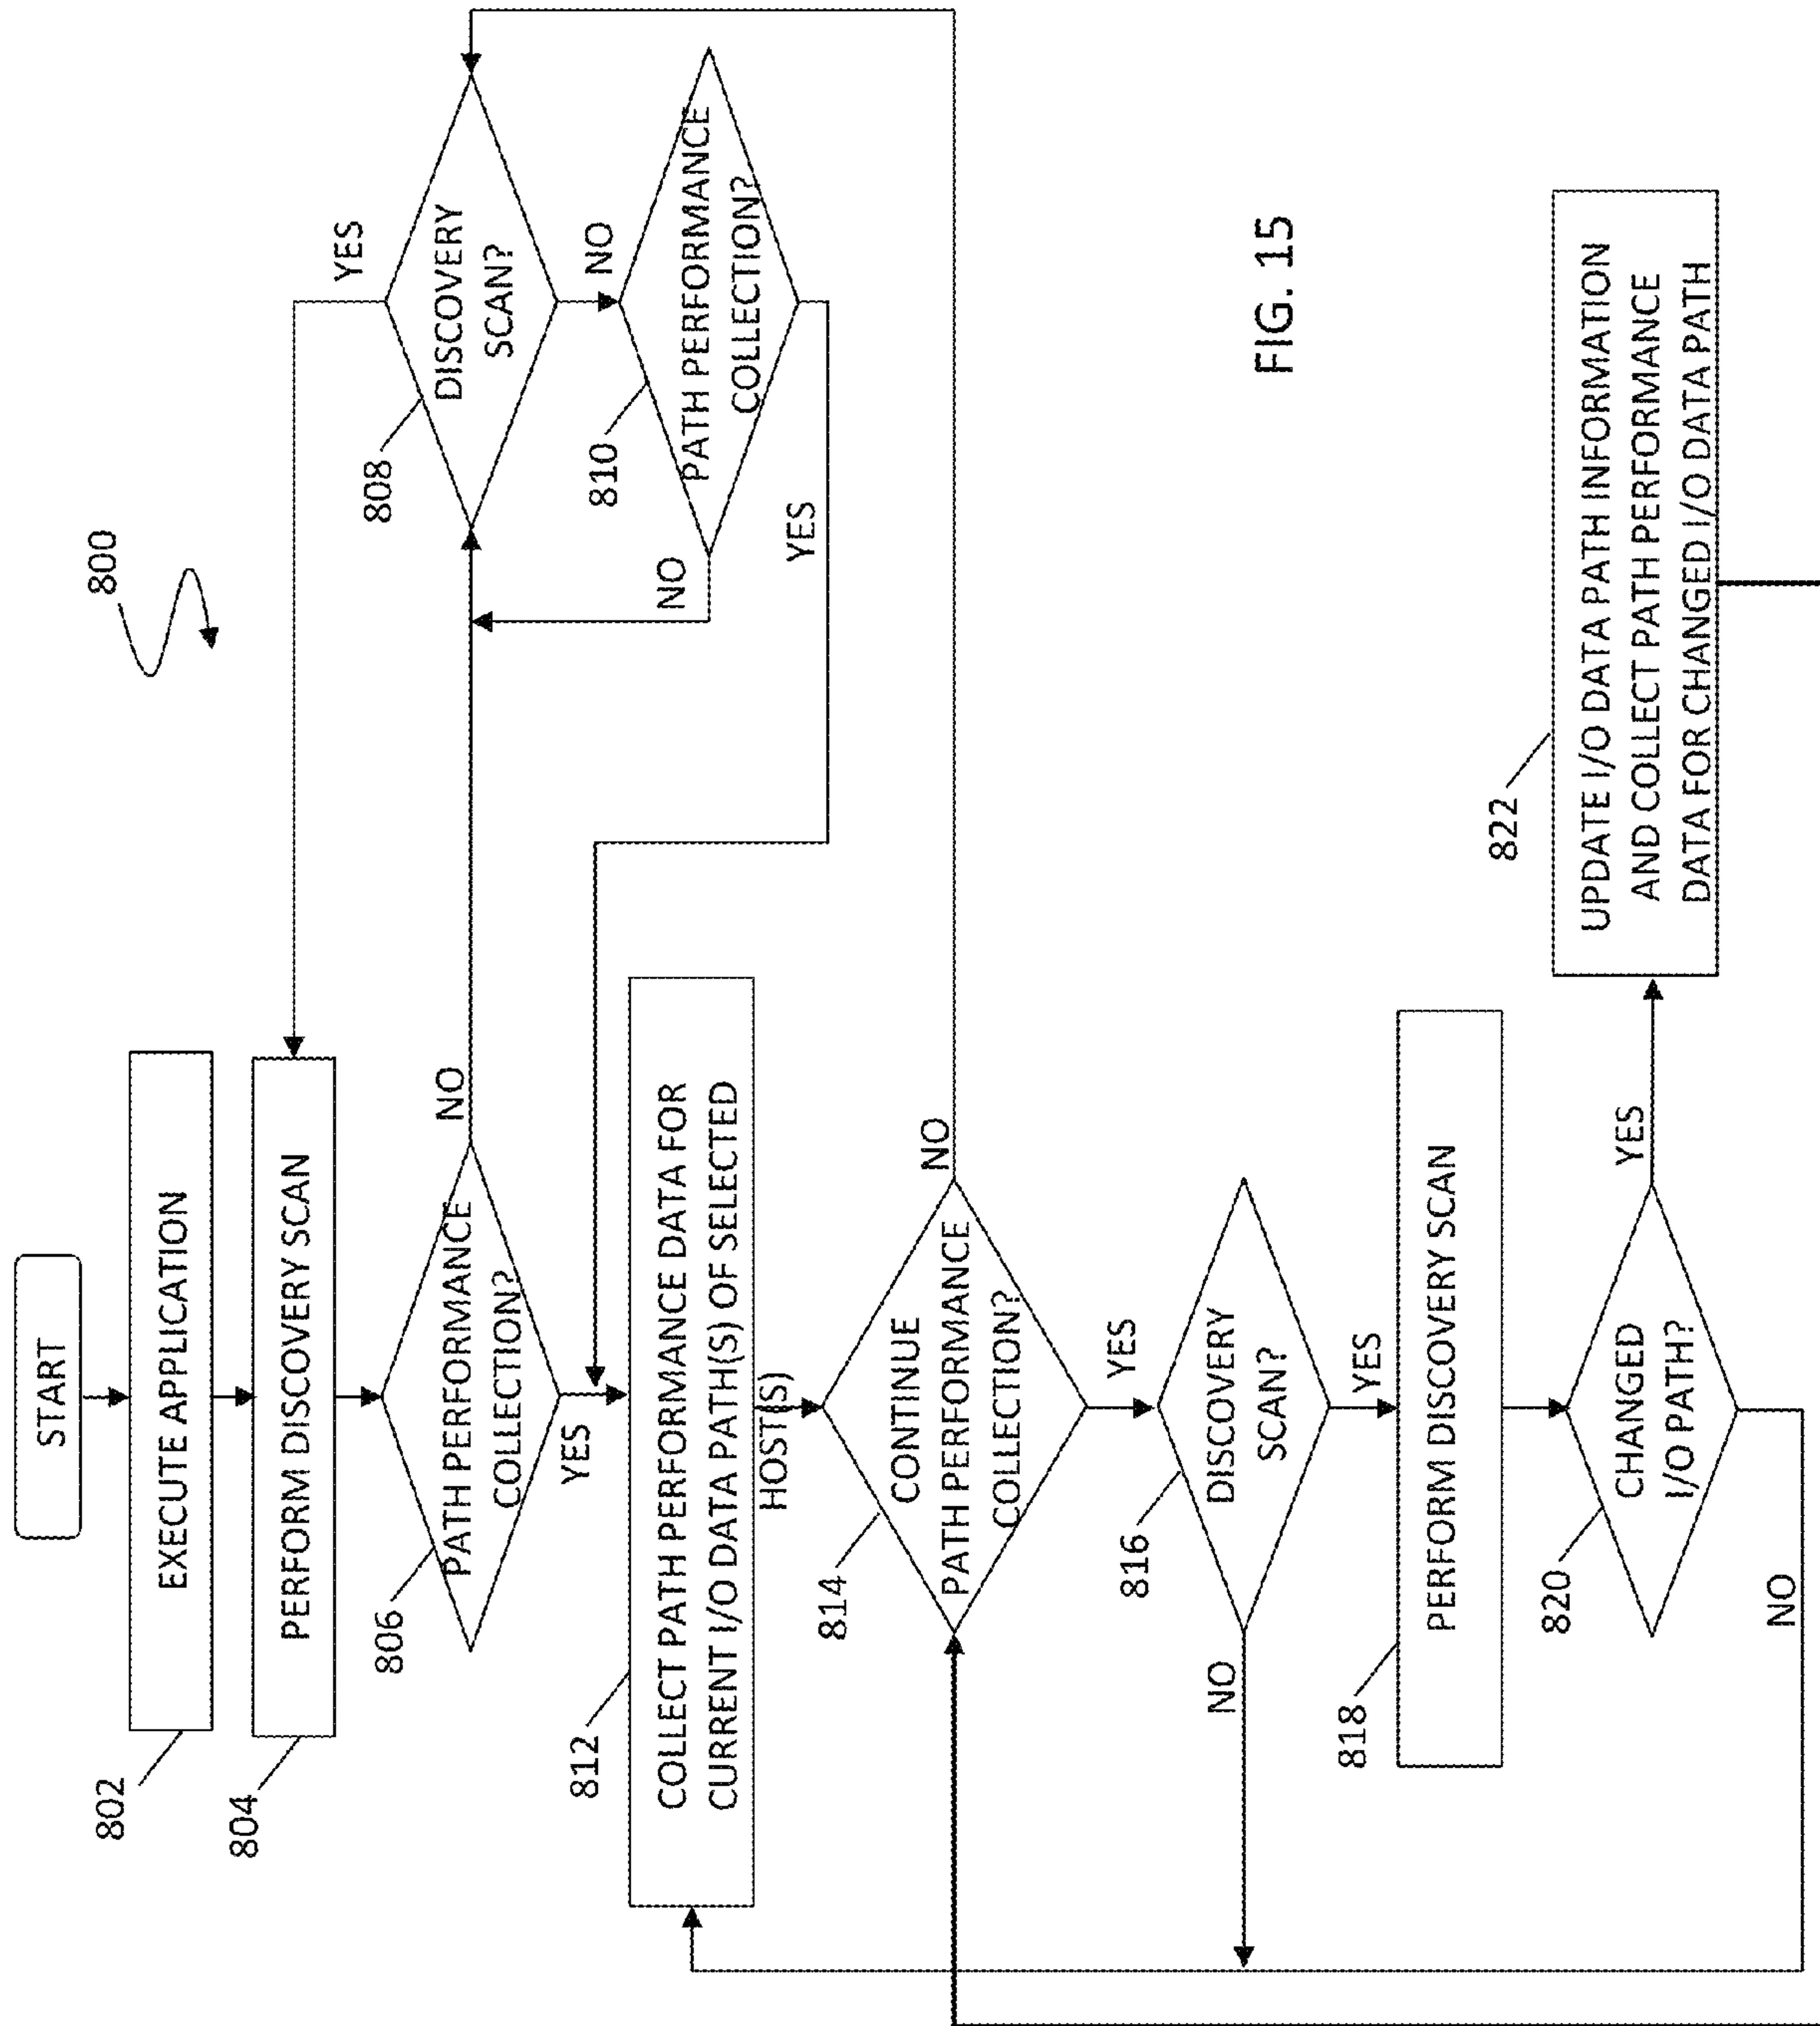 START
800
802
EXECUTE APPLICATION
804
PERFORM DISCOVERY SCAN
806
PATH PERFORMANCE
COLLECTION?
NO
YES
808
DISCOVERY
SCAN?
YES
NO
810
PATH PERFORMANCE
COLLECTION?
NO
YES
812
COLLECT PATH PERFORMANCE DATA FOR
CURRENT I/O DATA PATH(S) OF SELECTED
HOST(S)
814
CONTINUE
PATH PERFORMANCE
COLLECTION?
NO
YES
816
DISCOVERY
SCAN?
NO
YES
818
PERFORM DISCOVERY SCAN
820
CHANGED
I/O PATH?
YES
NO
822
UPDATE I/O DATA PATH INFORMATION
AND COLLECT PATH PERFORMANCE
DATA FOR CHANGED I/O DATA PATH
FIG. 15